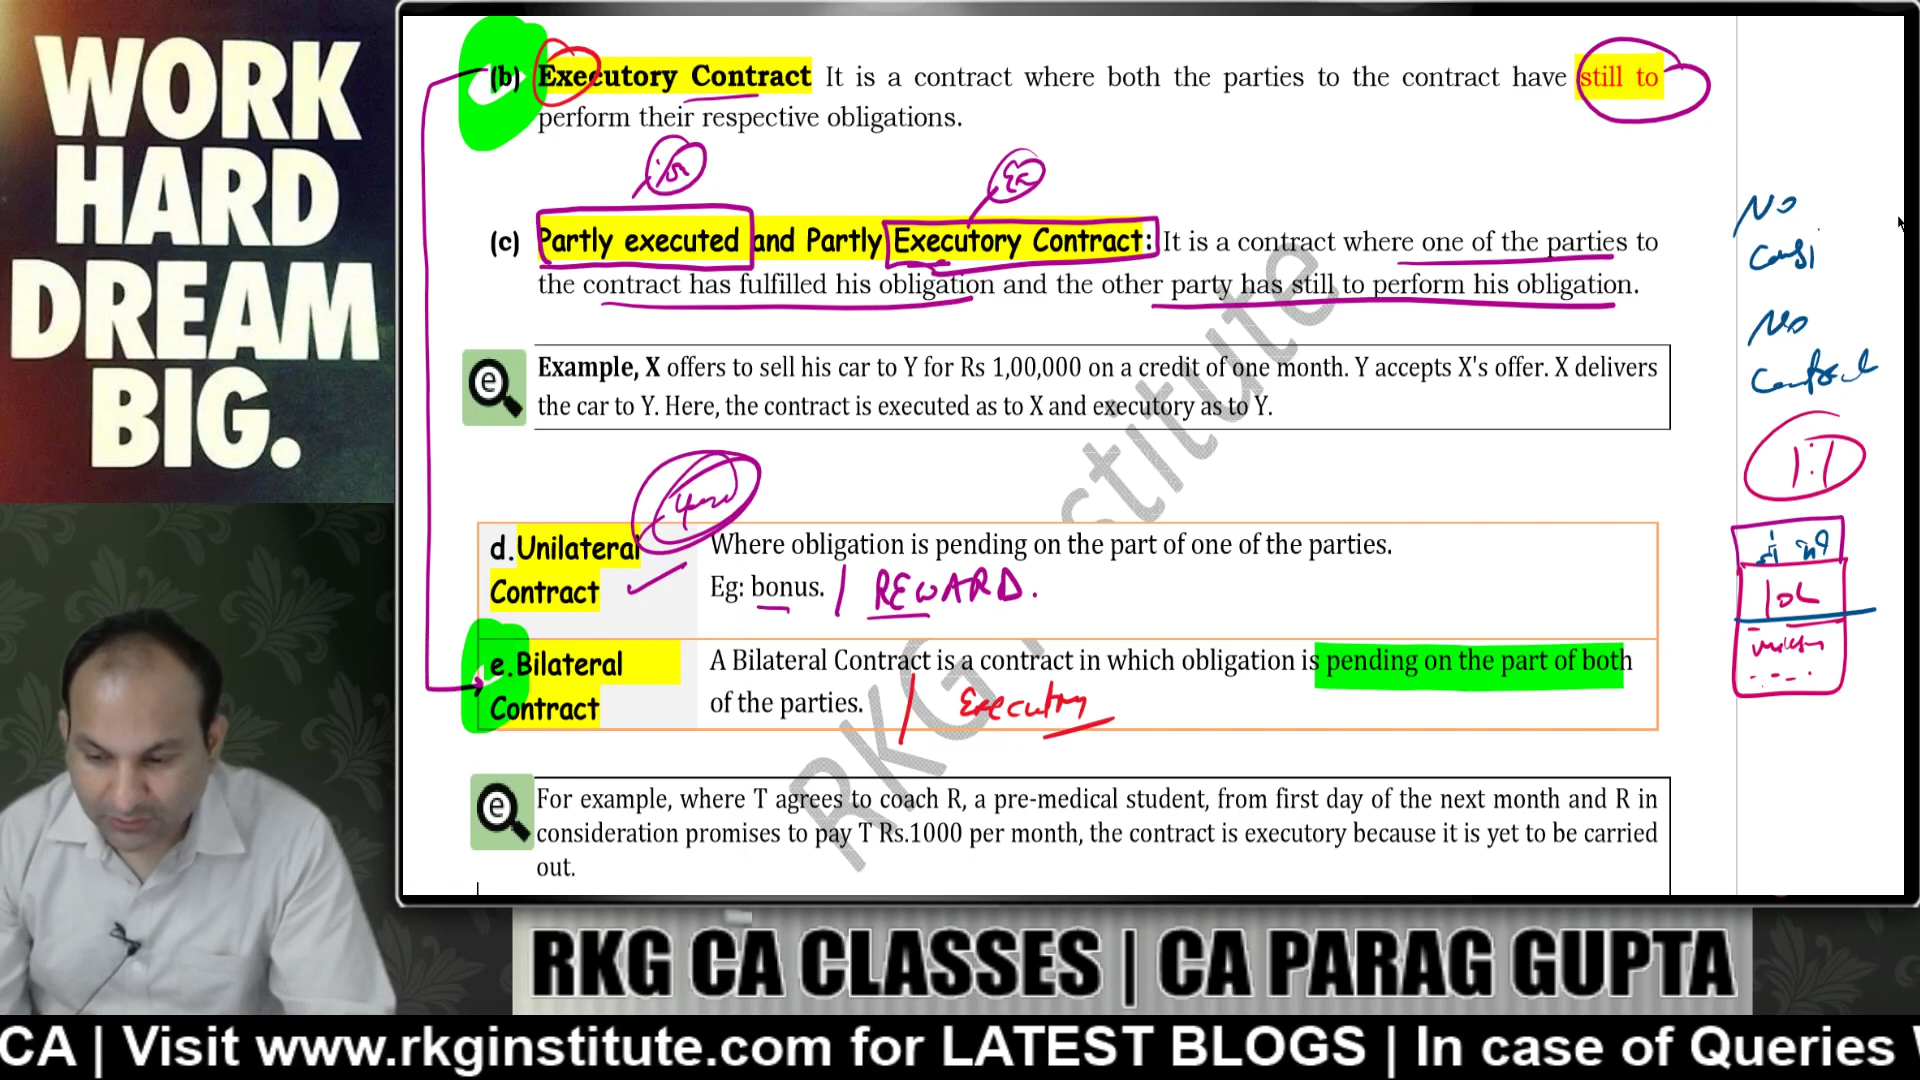 WORK
HARD
DREAM
BIG.
(b) Executory Contract It is a contract where both the parties to the contract have still to
perform their respective obligations.
(c) Partly executed and Partly Executory Contract: It is a contract where one of the parties to
the contract has fulfilled his obligation and the other party has still to perform his obligation.
e
Example, X offers to sell his car to Y for Rs 1,00,000 on a credit of one month. Y accepts X's offer. X delivers
the car to Y. Here, the contract is executed as to X and executory as to Y.
d.Unilateral
Contract
Where obligation is pending on the part of one of the parties.
Eg: bonus. / REWARD.
e.Bilateral
Contract
A Bilateral Contract is a contract in which obligation is pending on the part of both
of the parties. / Executory
e
For example, where T agrees to coach R, a pre-medical student, from first day of the next month and R in
consideration promises to pay T Rs.1000 per month, the contract is executory because it is yet to be carried
out.
No
No
1:1
RKG Institute
RKG CA CLASSES | CA PARAG GUPTA
CA | Visit www.rkginstitute.com for LATEST BLOGS | In case of Queries